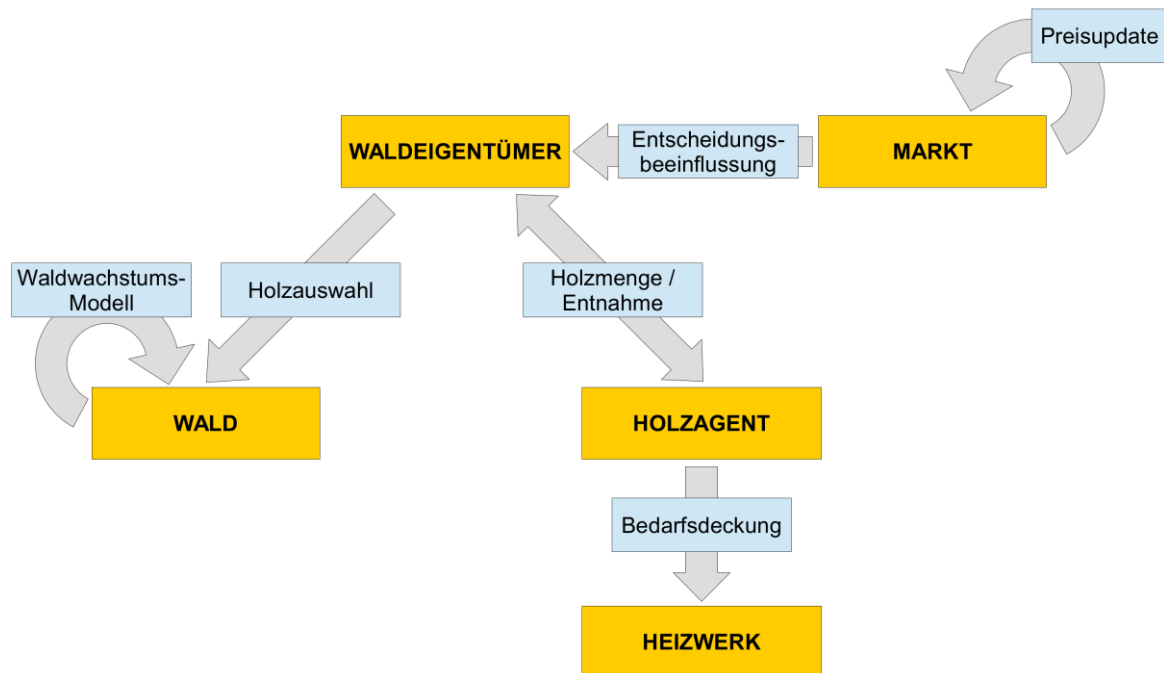 Preisupdate
WALDEIGENTÜMER
Entscheidungs-
beeinflussung
MARKT
Waldwachstums-
Modell
Holzauswahl
Holzmenge /
Entnahme
WALD
HOLZAGENT
Bedarfsdeckung
HEIZWERK